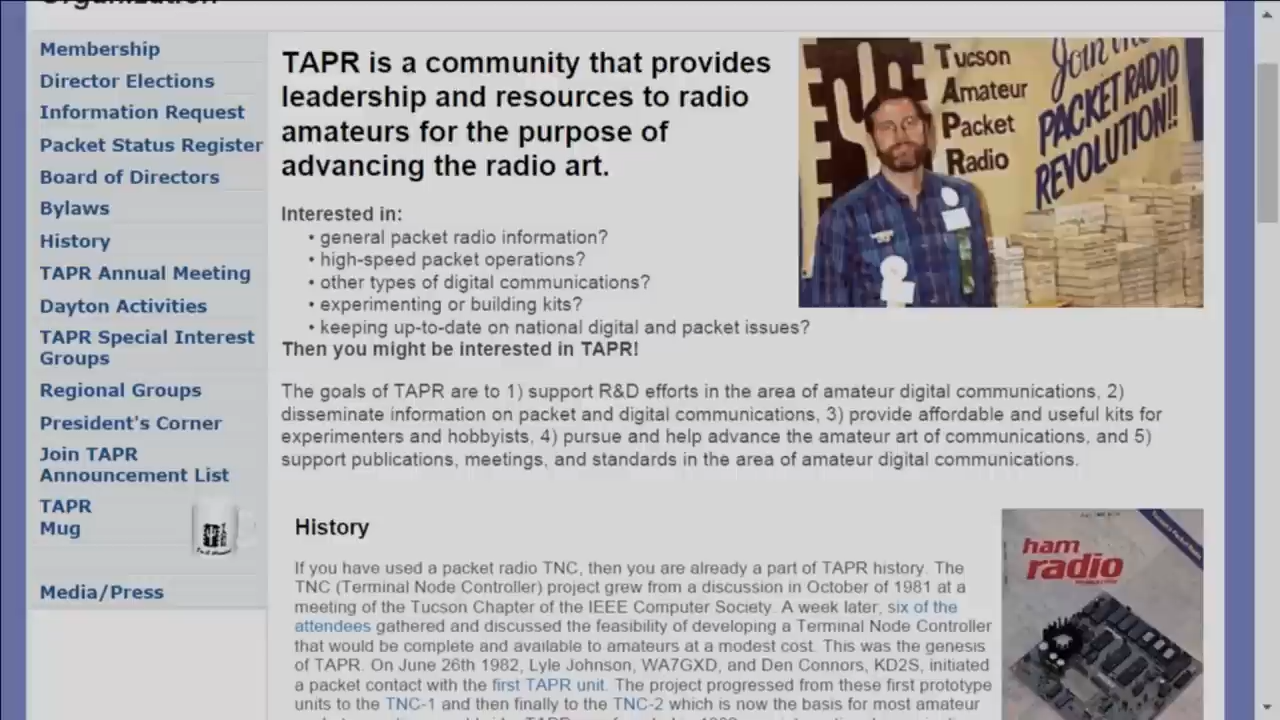 Organization
Membership
Director Elections
Information Request
Packet Status Register
Board of Directors
Bylaws
History
TAPR Annual Meeting
Dayton Activities
TAPR Special Interest
Groups
Regional Groups
President's Corner
Join TAPR
Announcement List
TAPR
Mug
Media/Press
TAPR is a community that provides
leadership and resources to radio
amateurs for the purpose of
advancing the radio art.
Interested in:
• general packet radio information?
• high-speed packet operations?
• other types of digital communications?
• experimenting or building kits?
• keeping up-to-date on national digital and packet issues?
Then you might be interested in TAPR!
Tucson
Amateur
Packet
Radio
Join the
PACKET RADIO
REVOLUTION!!
The goals of TAPR are to 1) support R&D efforts in the area of amateur digital communications, 2)
disseminate information on packet and digital communications, 3) provide affordable and useful kits for
experimenters and hobbyists, 4) pursue and help advance the amateur art of communications, and 5)
support publications, meetings, and standards in the area of amateur digital communications.
History
If you have used a packet radio TNC, then you are already a part of TAPR history. The
TNC (Terminal Node Controller) project grew from a discussion in October of 1981 at a
meeting of the Tucson Chapter of the IEEE Computer Society. A week later, six of the
attendees gathered and discussed the feasibility of developing a Terminal Node Controller
that would be complete and available to amateurs at a modest cost. This was the genesis
of TAPR. On June 26th 1982, Lyle Johnson, WA7GXD, and Den Connors, KD2S, initiated
a packet contact with the first TAPR unit. The project progressed from these first prototype
units to the TNC-1 and then finally to the TNC-2 which is now the basis for most amateur
ham
radio